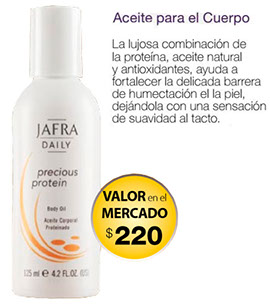 Aceite para el Cuerpo
La lujosa combinación de
la proteína, aceite natural
y antioxidantes, ayuda a
fortalecer la delicada barrera
de humectación el la piel,
dejándola con una sensación
de suavidad al tacto.
JAFRA
DAILY
precious
protein
Body Oil
Aceite Corporal
Proteinado
125 ml e 4.2 fl. oz. (US)
VALOR en el
MERCADO
$220